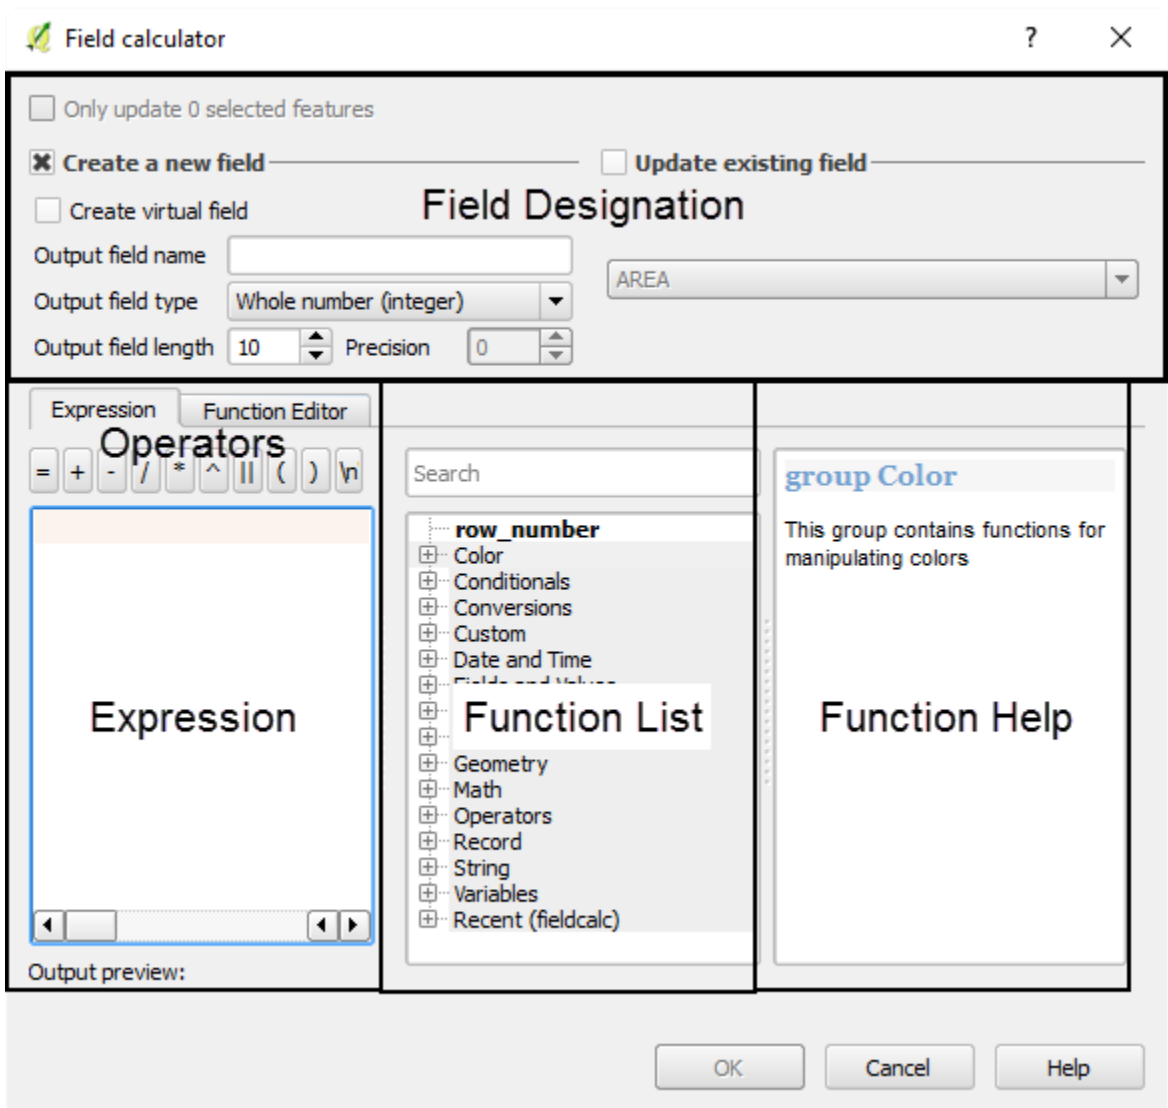 Field calculator
?
Only update 0 selected features
Create a new field
Update existing field
Create virtual field
Field Designation
Output field name
AREA
Output field type
Whole number (integer)
Output field length
10
Precision
0
Expression
Function Editor
Operators
= + - / * ^ || ( ) \n
Search
group Color
This group contains functions for
manipulating colors
row_number
Color
Conditionals
Conversions
Custom
Date and Time
Expression
Function List
Function Help
Geometry
Math
Operators
Record
String
Variables
Recent (fieldcalc)
Output preview:
OK
Cancel
Help